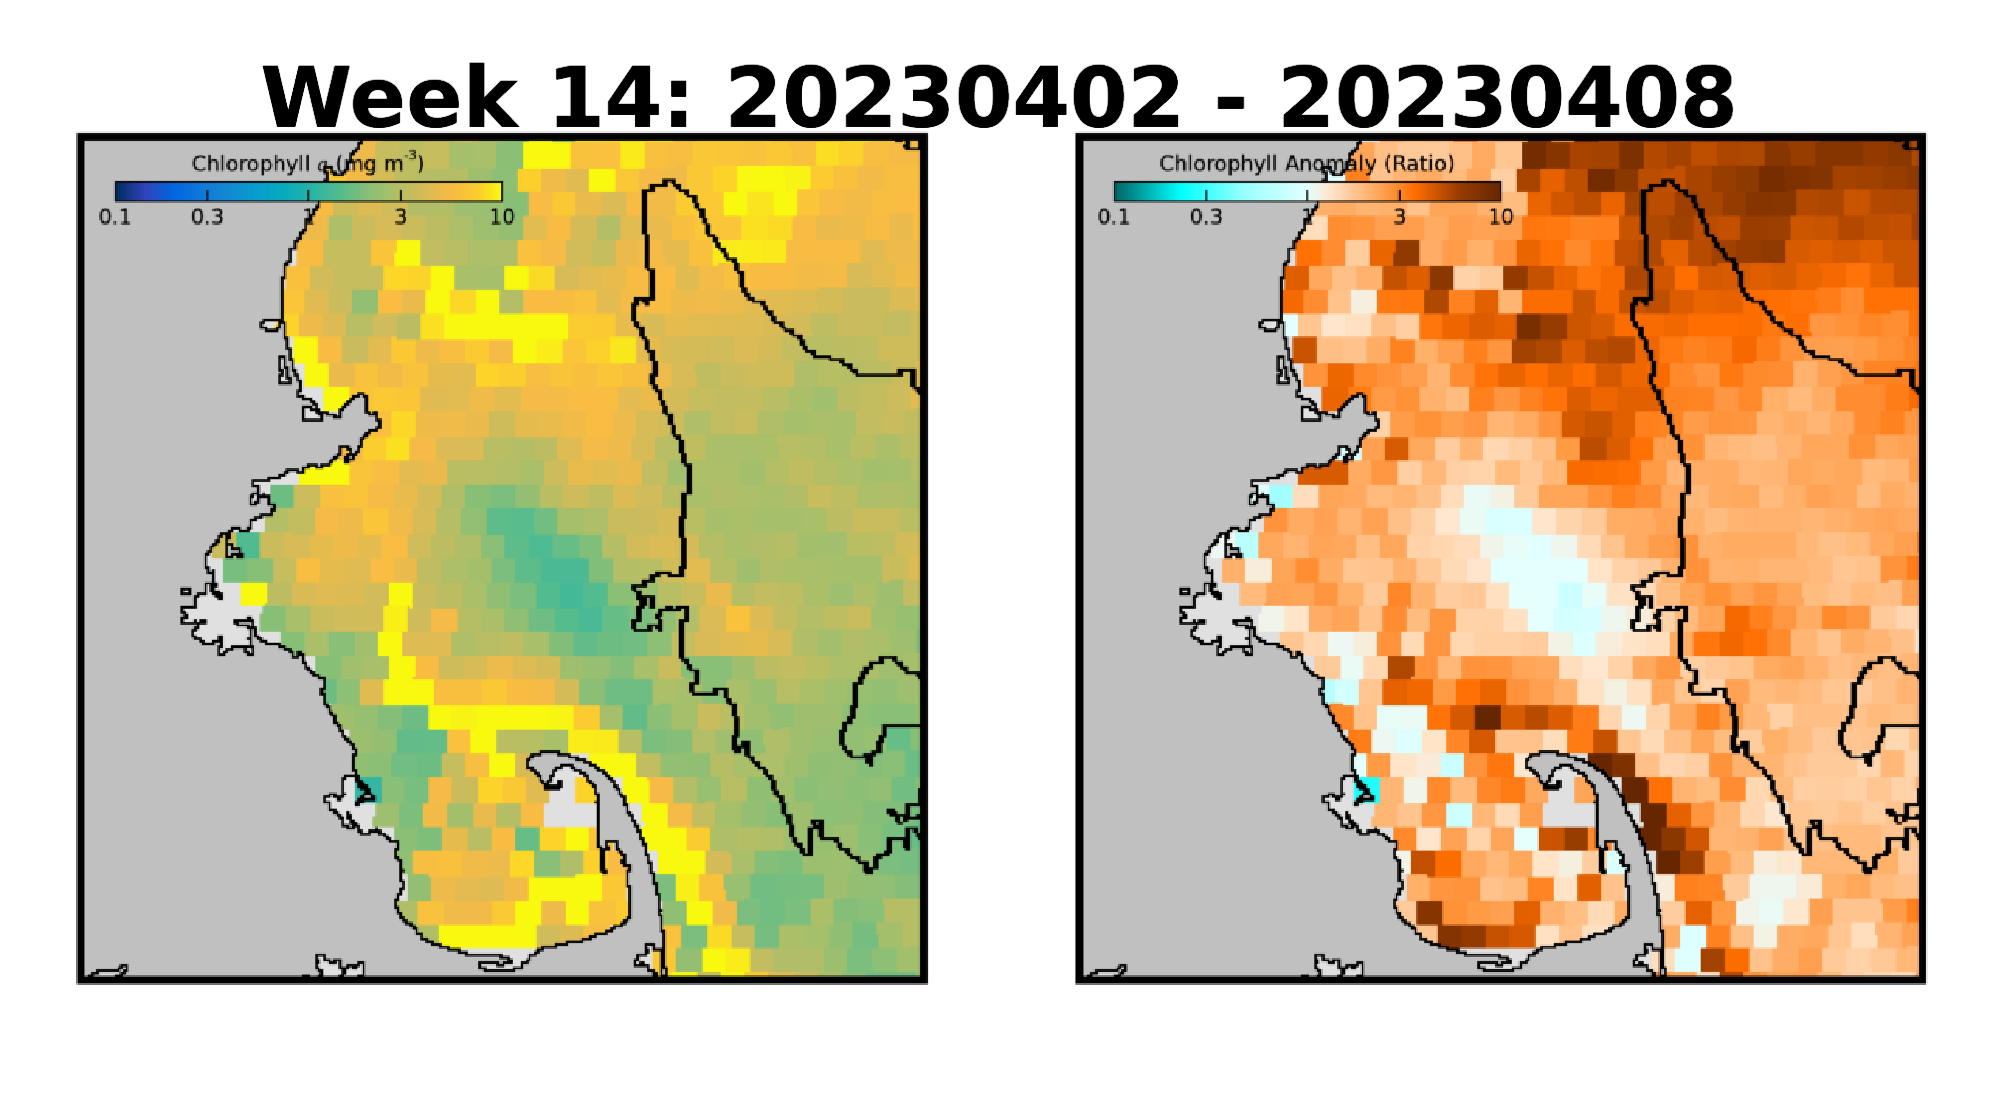 Week 14: 20230402 - 20230408
Chlorophyll a (mg m-3)
0.1 0.3 1 3 10
Chlorophyll Anomaly (Ratio)
0.1 0.3 1 3 10